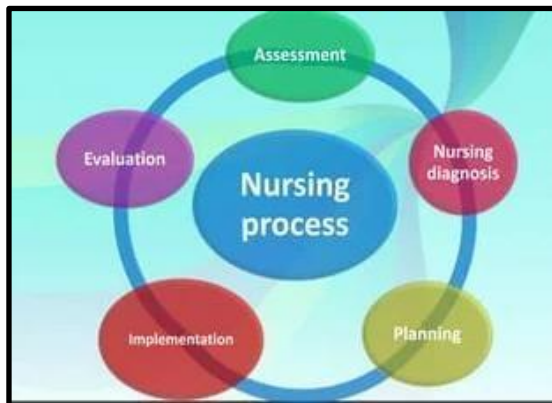 Assessment
Nursing
diagnosis
Planning
Implementation
Evaluation
Nursing
process